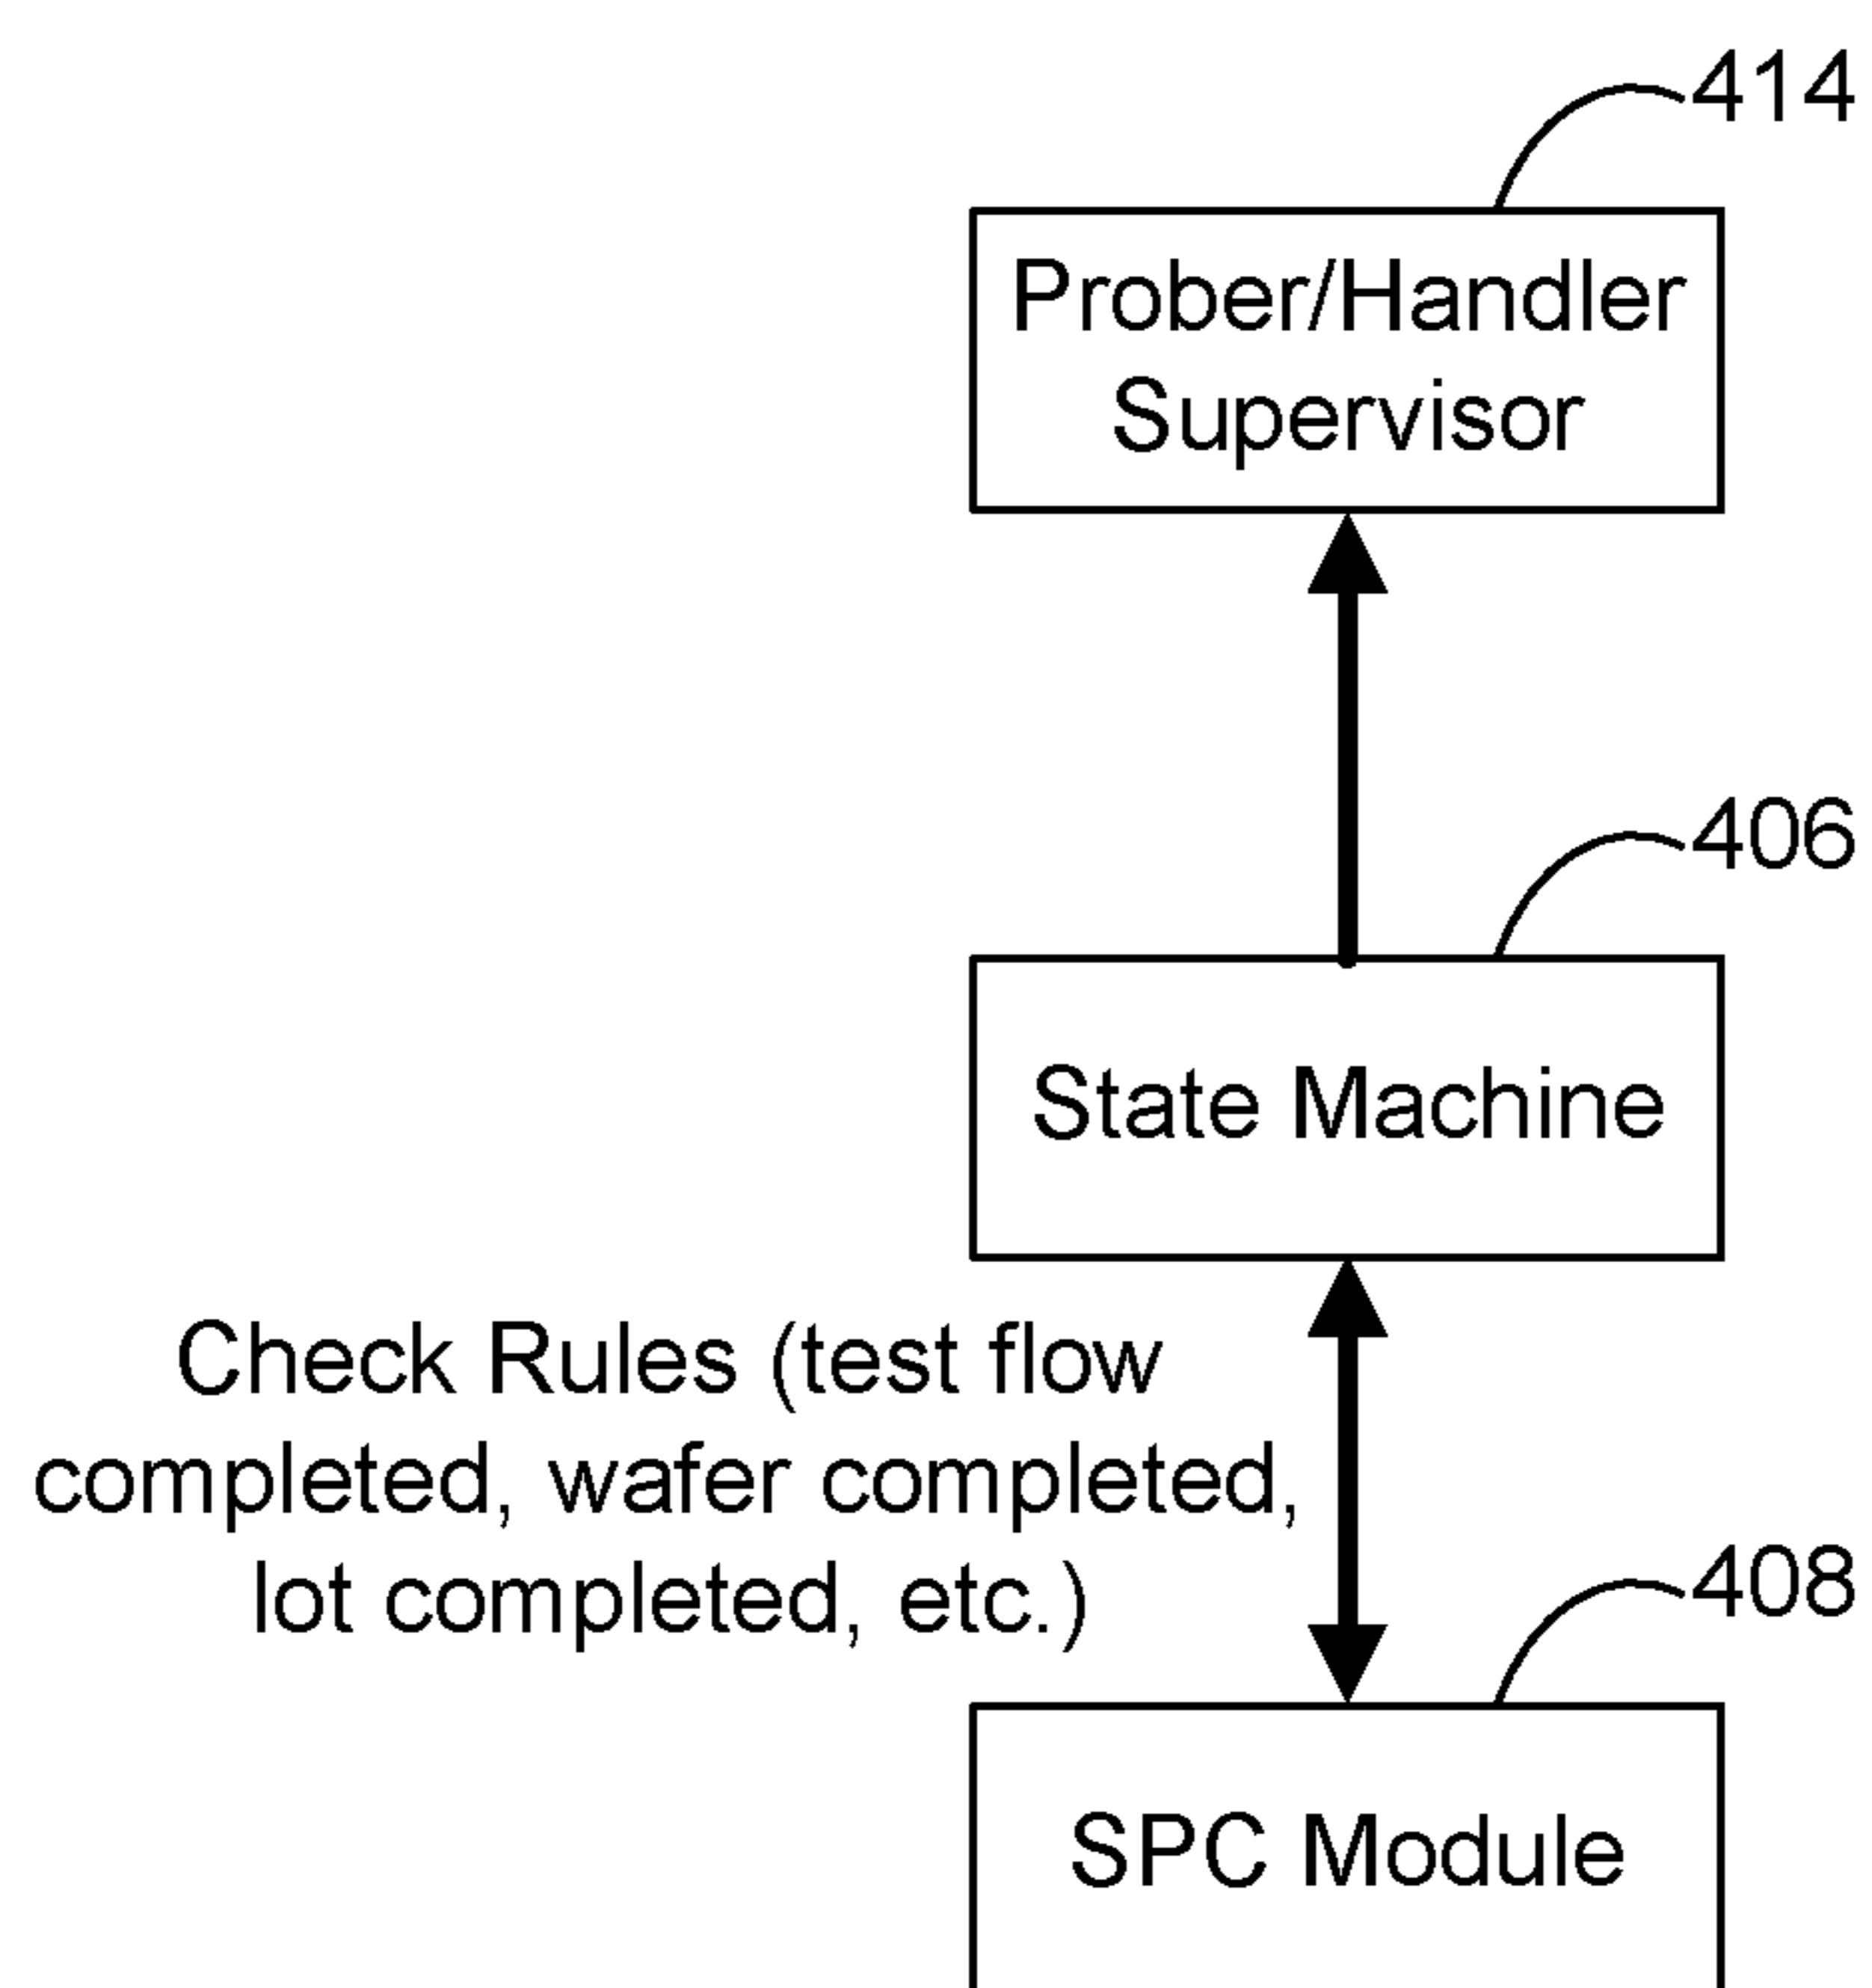 414
Prober/Handler
Supervisor
406
State Machine
Check Rules (test flow
completed, wafer completed,
lot completed, etc.)
408
SPC Module